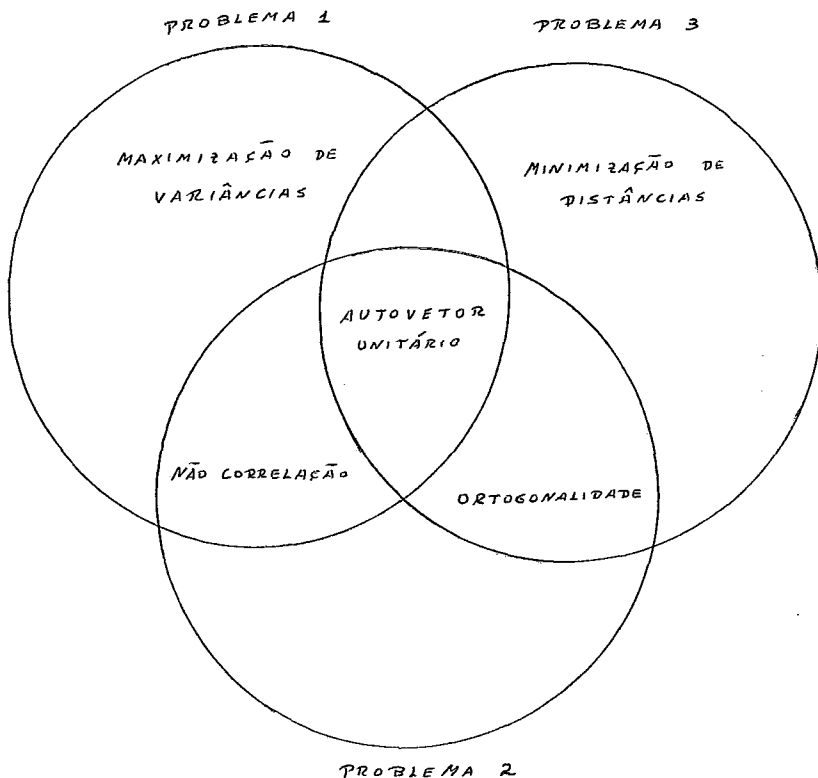 PROBLEMA 1
PROBLEMA 3
MAXIMIZAÇÃO DE
VARIÂNCIAS
MINIMIZAÇÃO DE
DISTÂNCIAS
AUTOVETOR
UNITÁRIO
NÃO CORRELAÇÃO
ORTOGONALIDADE
PROBLEMA 2